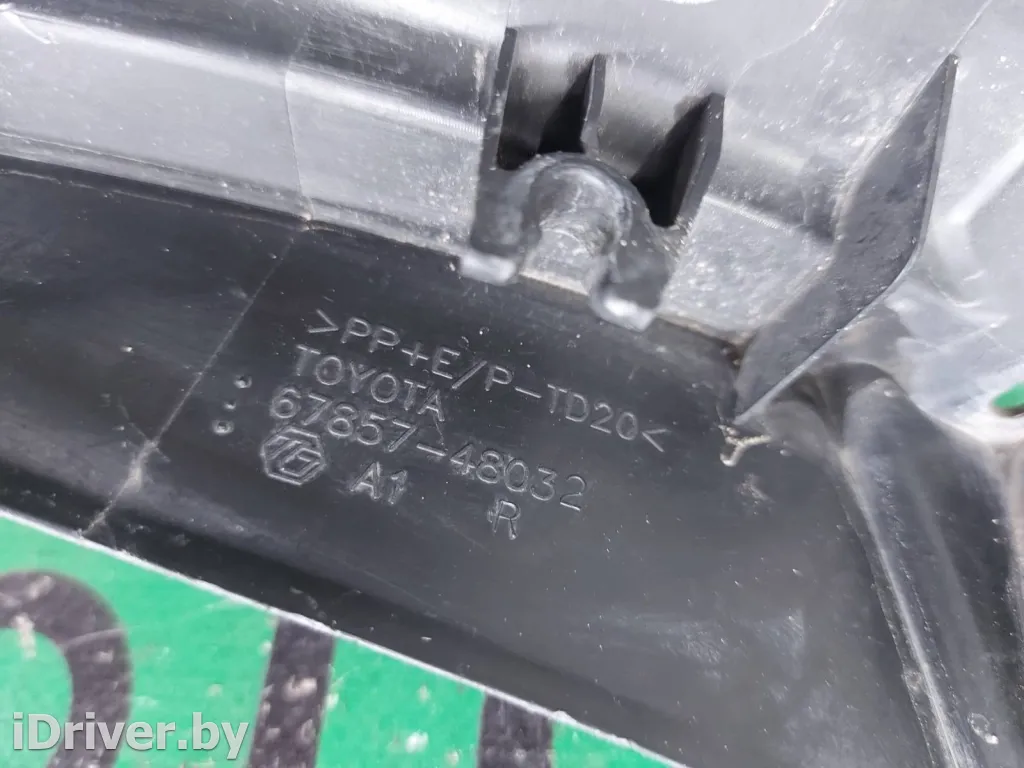 >PP+E/P-TD20<
TOYOTA
67857-48032
A1 R
iDriver.by